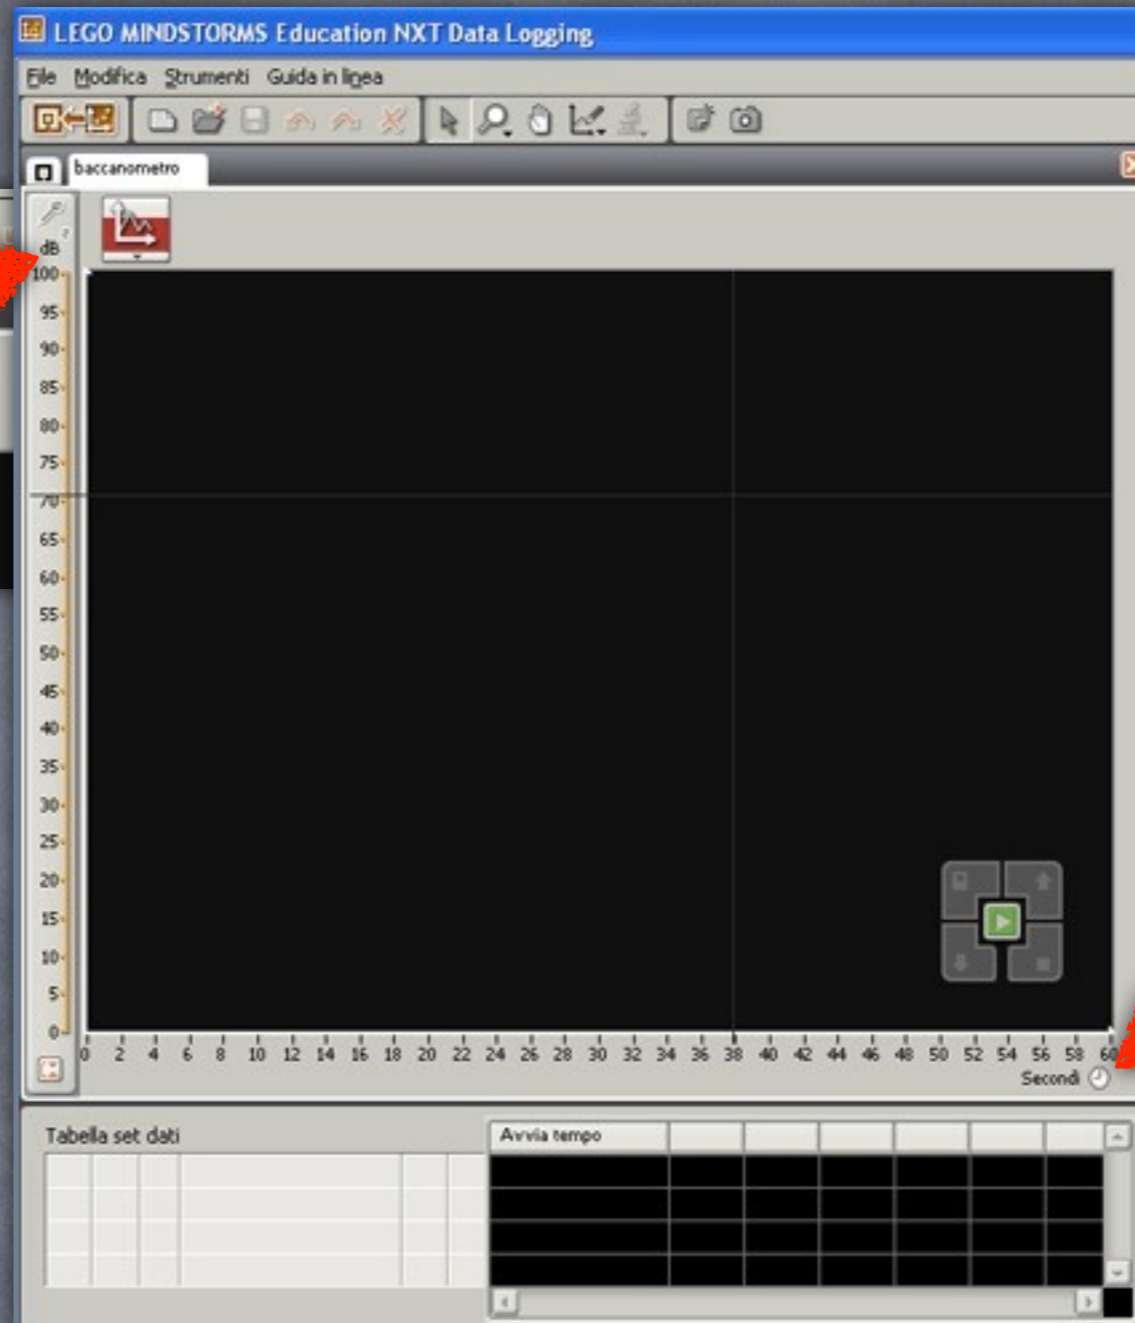 LEGO MINDSTORMS Education NXT Data Logging
File Modifica Strumenti Guida in linea
baccanometro
2
dB
100
95
90
85
80
75
70
65
60
55
50
45
40
35
30
25
20
15
10
5
0
0 2 4 6 8 10 12 14 16 18 20 22 24 26 28 30 32 34 36 38 40 42 44 46 48 50 52 54 56 58 60
Secondi
Tabella set dati
Avvia tempo